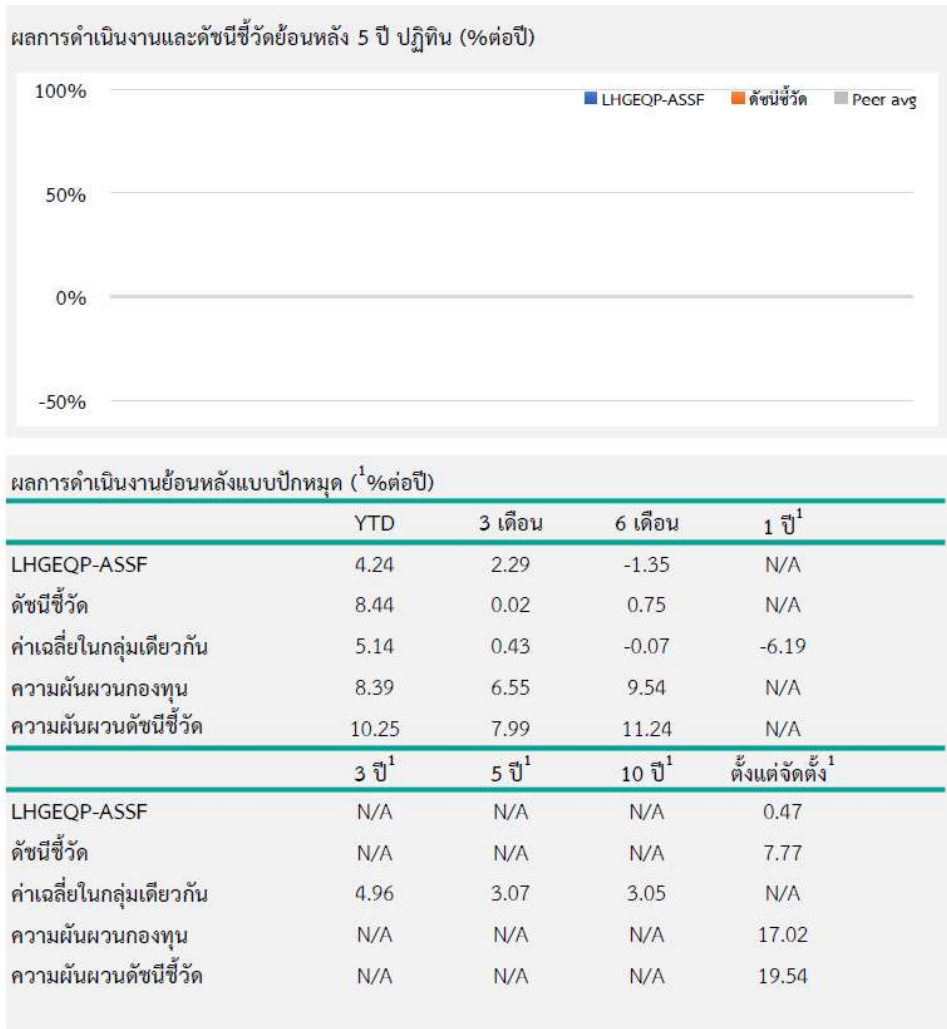 ผลการดำเนินงานและดัชนีชี้วัดย้อนหลัง 5 ปี ปฏิทิน (%ต่อปี)
100%
LHGEQP-ASSF ดัชนีชี้วัด Peer avg
50%
0%
-50%
ผลการดำเนินงานย้อนหลังแบบปักหมุด (¹%ต่อปี)
YTD 3 เดือน 6 เดือน 1 ปี¹
LHGEQP-ASSF 4.24 2.29 -1.35 N/A
ดัชนีชี้วัด 8.44 0.02 0.75 N/A
ค่าเฉลี่ยในกลุ่มเดียวกัน 5.14 0.43 -0.07 -6.19
ความผันผวนกองทุน 8.39 6.55 9.54 N/A
ความผันผวนดัชนีชี้วัด 10.25 7.99 11.24 N/A
3 ปี¹ 5 ปี¹ 10 ปี¹ ตั้งแต่จัดตั้ง¹
LHGEQP-ASSF N/A N/A N/A 0.47
ดัชนีชี้วัด N/A N/A N/A 7.77
ค่าเฉลี่ยในกลุ่มเดียวกัน 4.96 3.07 3.05 N/A
ความผันผวนกองทุน N/A N/A N/A 17.02
ความผันผวนดัชนีชี้วัด N/A N/A N/A 19.54